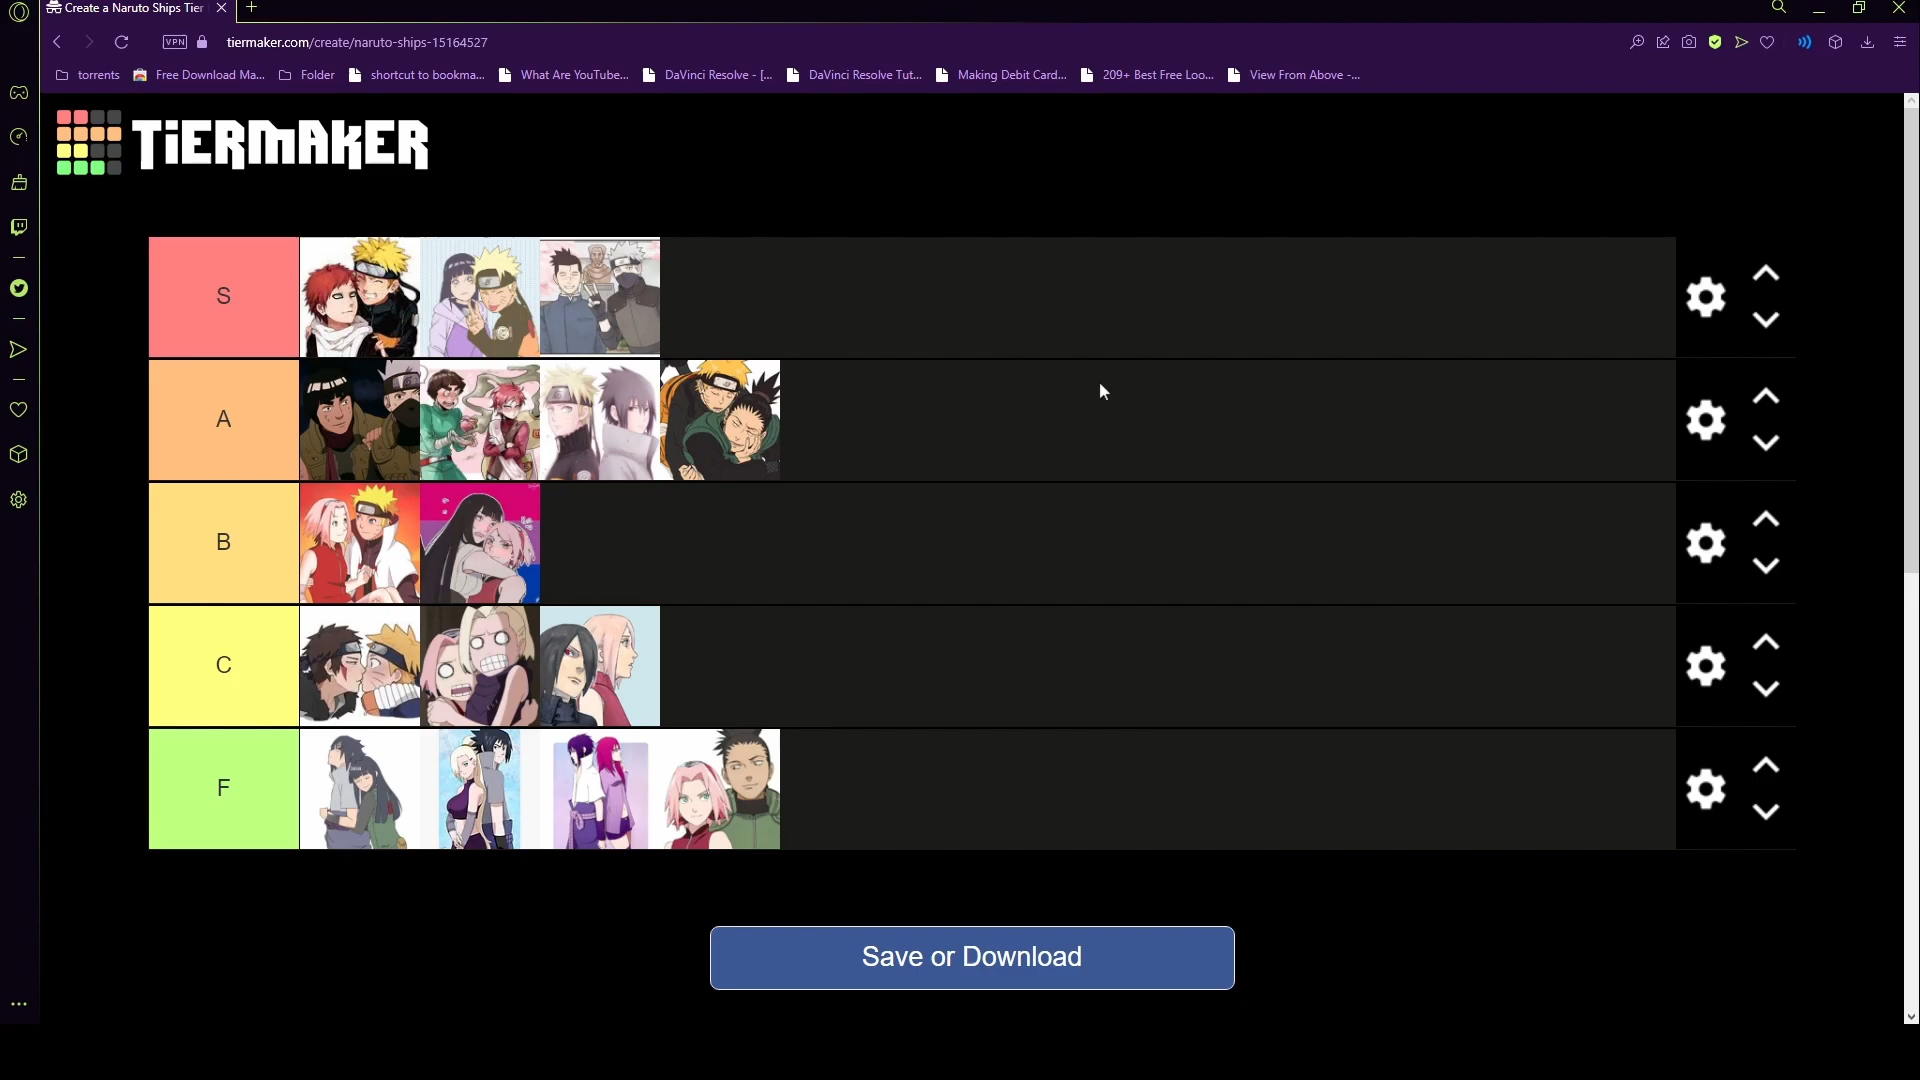 Create a Naruto Ships Tier
VPN
tiermaker.com/create/naruto-ships-15164527
torrents
Free Download Ma...
Folder
shortcut to bookma...
What Are YouTube...
DaVinci Resolve - [...
DaVinci Resolve Tut...
Making Debit Card...
209+ Best Free Loo...
View From Above -...
TiERMAKER
S
A
B
C
F
Save or Download